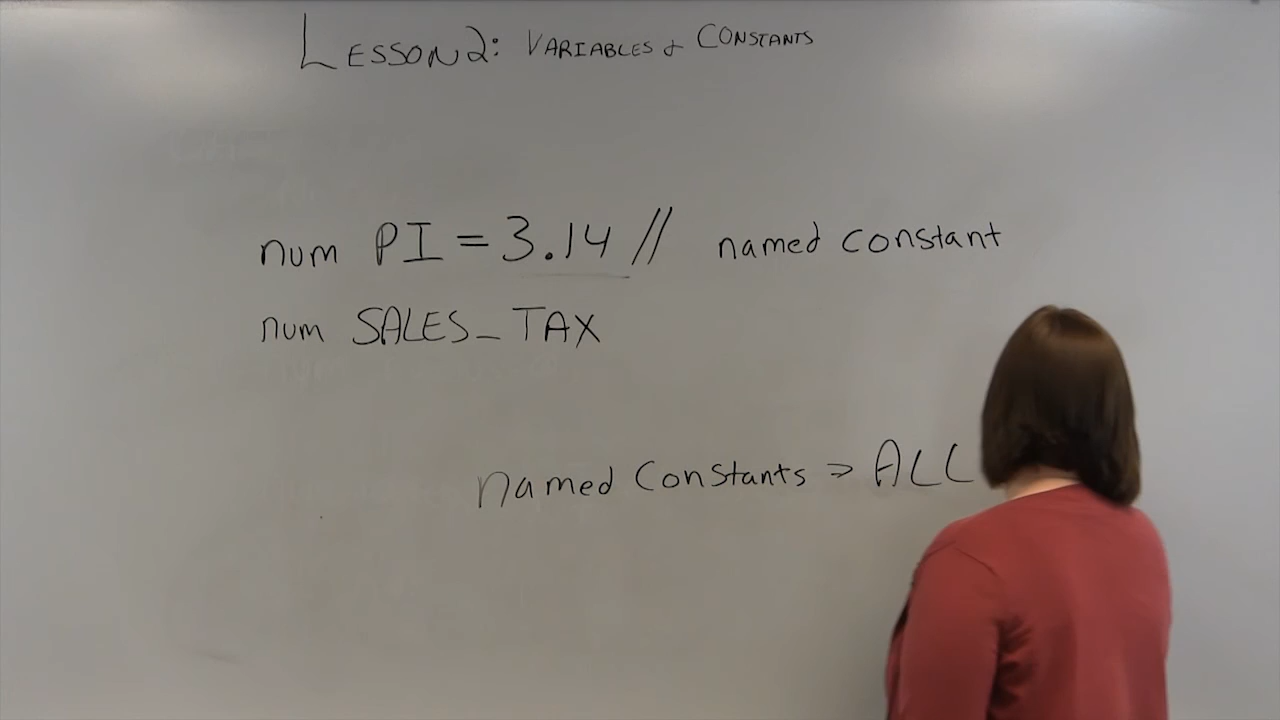 LESSON 2: VARIABLES & CONSTANTS
num PI = 3.14 // named constant
num SALES_TAX
named constants => ALL